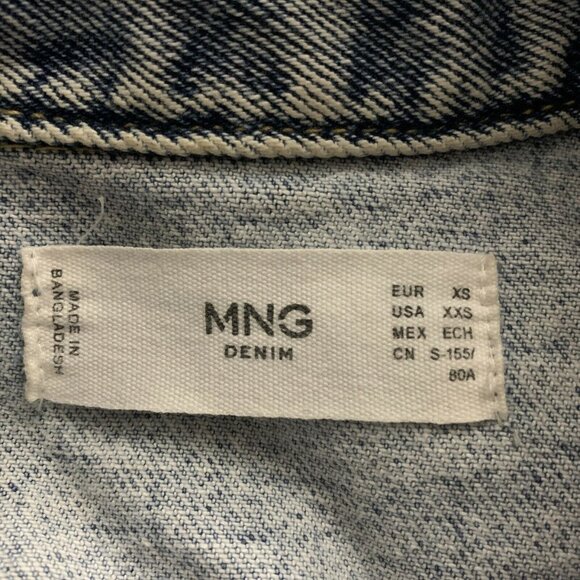 MADE IN
BANGLADESH
MNG
DENIM
EUR XS
USA XXS
MEX ECH
CN S-155/
80A